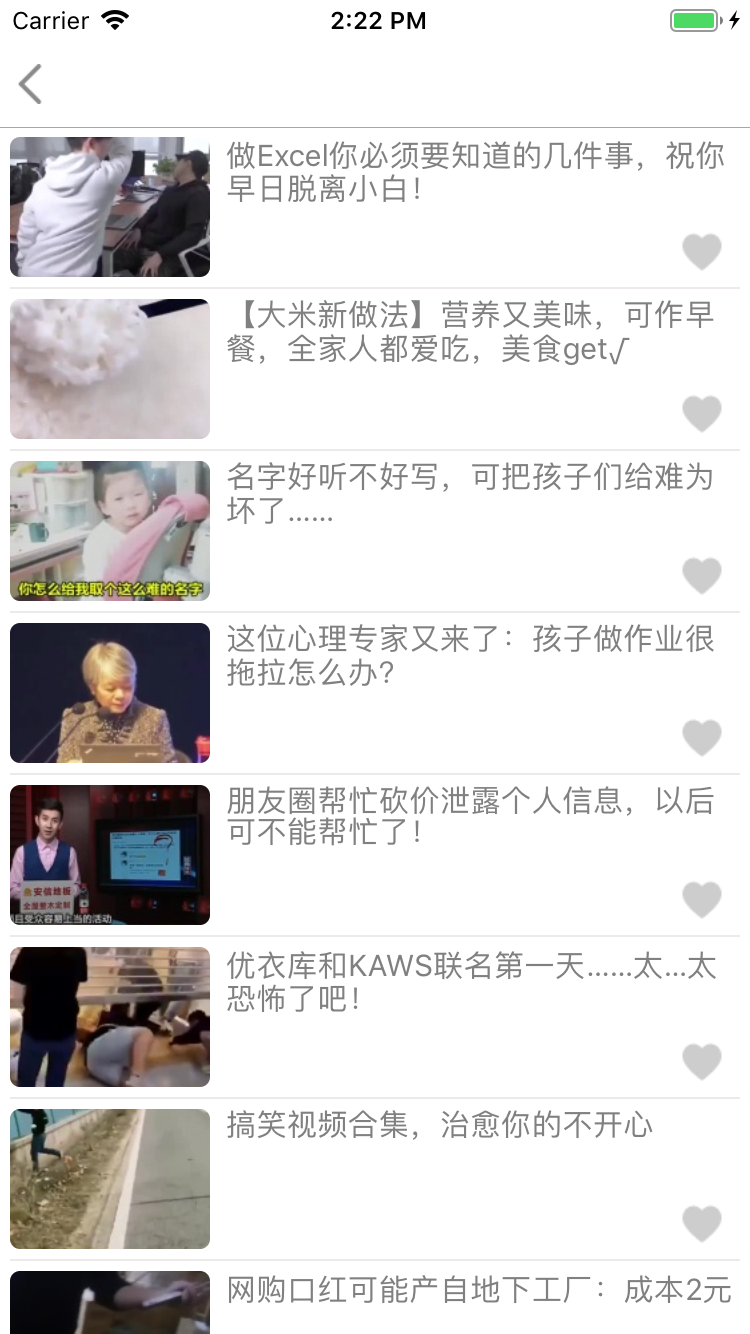 Carrier
2:22 PM
做Excel你必须要知道的几件事，祝你
早日脱离小白！
【大米新做法】营养又美味，可作早
餐，全家人都爱吃，美食get√
名字好听不好写，可把孩子们给难为
坏了……
你怎么给我取个这么难的名字
这位心理专家又来了：孩子做作业很
拖拉怎么办?
朋友圈帮忙砍价泄露个人信息，以后
可不能帮忙了！
安信地板
全屋整木定制
且受众容易上当的活动
优衣库和KAWS联名第一天……太…太
恐怖了吧！
搞笑视频合集，治愈你的不开心
网购口红可能产自地下工厂：成本2元